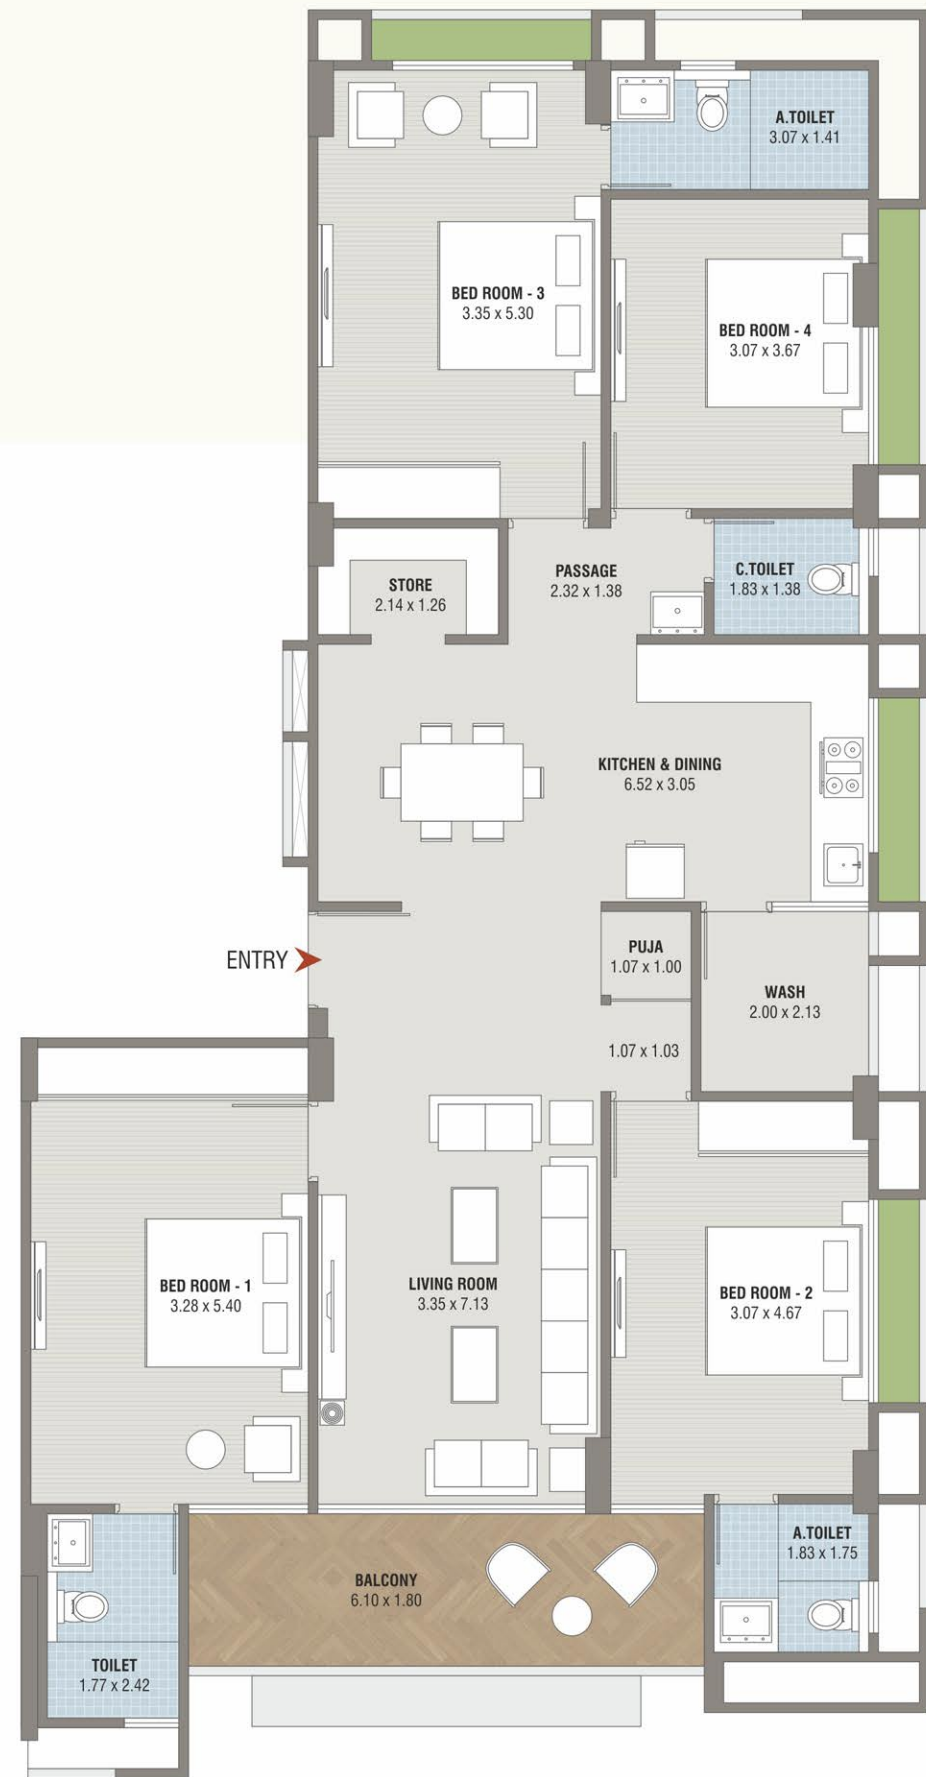 A.TOILET
3.07 x 1.41
BED ROOM - 3
3.35 x 5.30
BED ROOM - 4
3.07 x 3.67
STORE
2.14 x 1.26
PASSAGE
2.32 x 1.38
C.TOILET
1.83 x 1.38
KITCHEN & DINING
6.52 x 3.05
ENTRY
PUJA
1.07 x 1.00
WASH
2.00 x 2.13
1.07 x 1.03
BED ROOM - 1
3.28 x 5.40
LIVING ROOM
3.35 x 7.13
BED ROOM - 2
3.07 x 4.67
A.TOILET
1.83 x 1.75
BALCONY
6.10 x 1.80
TOILET
1.77 x 2.42